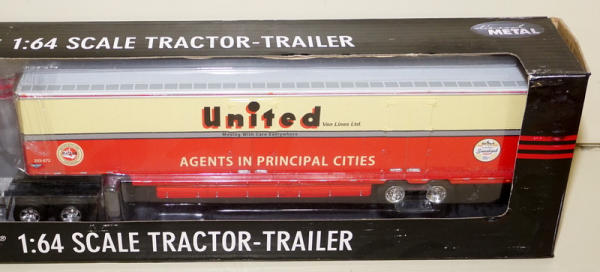 1:64 SCALE TRACTOR-TRAILER
METAL
United
Van Lines Ltd.
Moving With Care Everywhere
AGENTS IN PRINCIPAL CITIES
® 1:64 SCALE TRACTOR-TRAILER